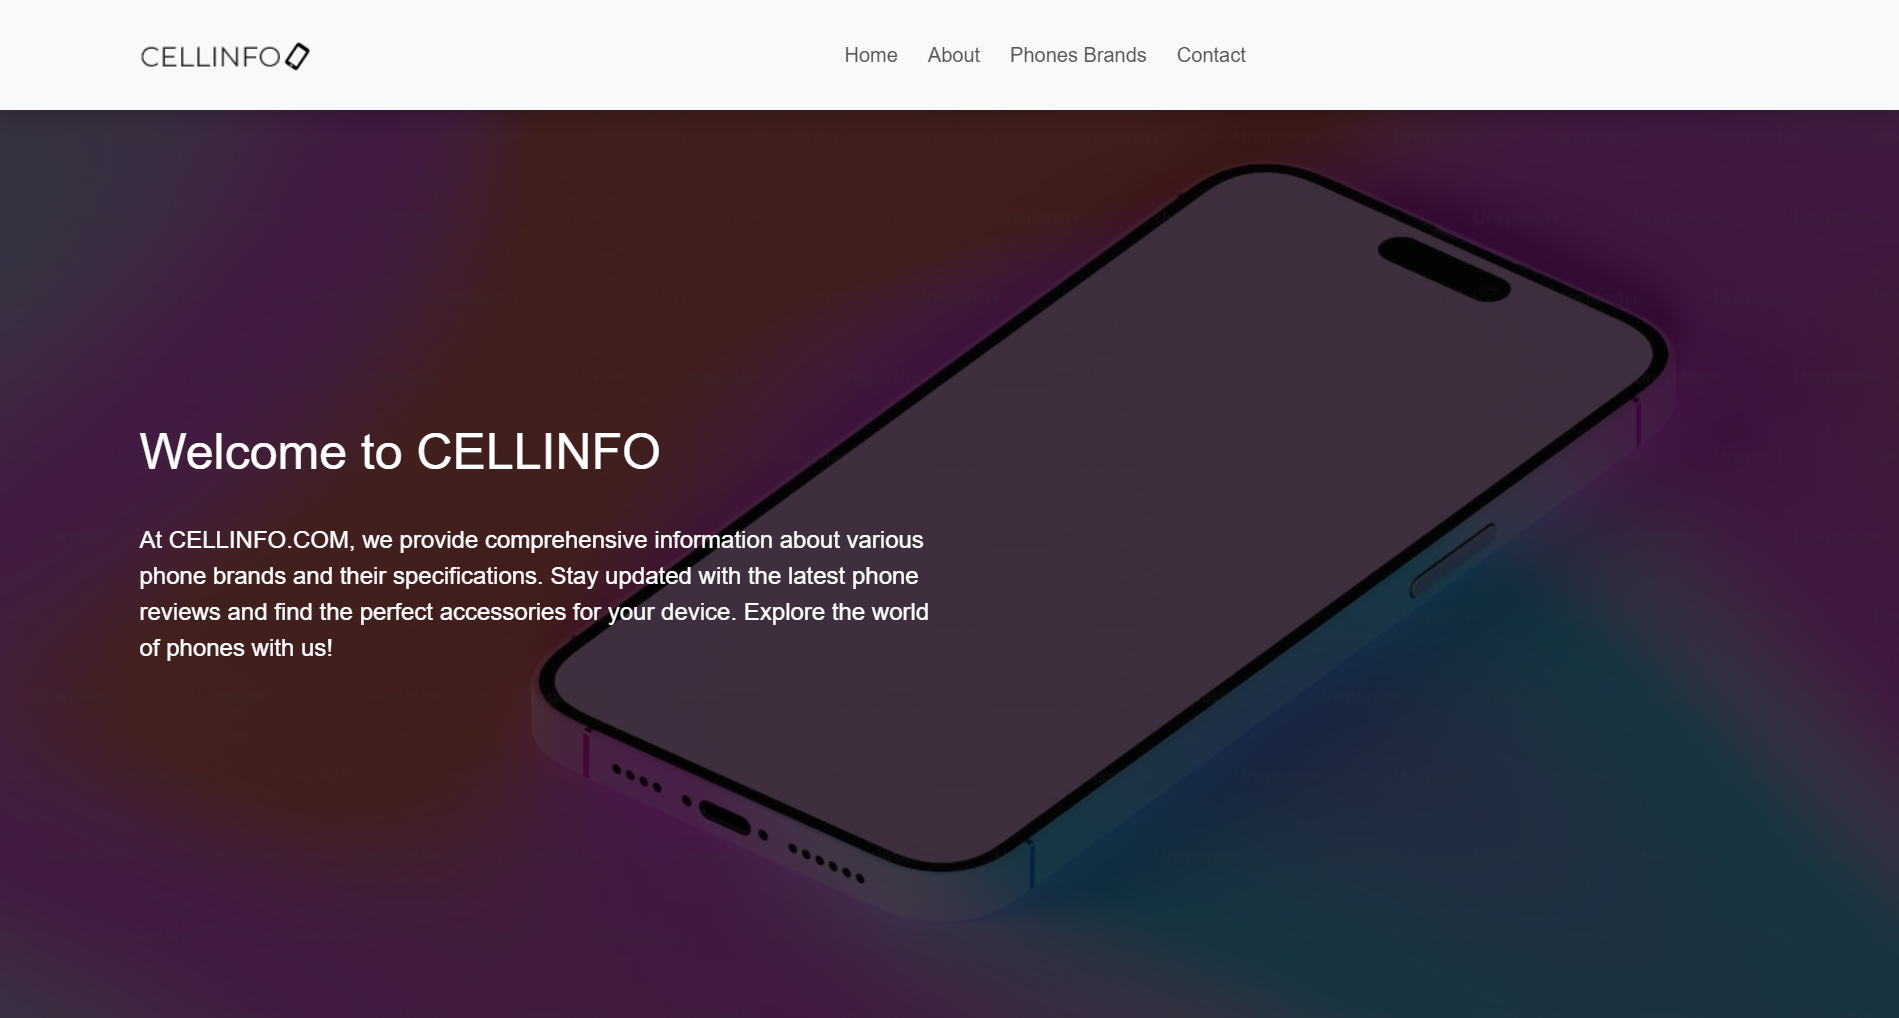 CELLINFO
Home About Phones Brands Contact
Welcome to CELLINFO
At CELLINFO.COM, we provide comprehensive information about various
phone brands and their specifications. Stay updated with the latest phone
reviews and find the perfect accessories for your device. Explore the world
of phones with us!